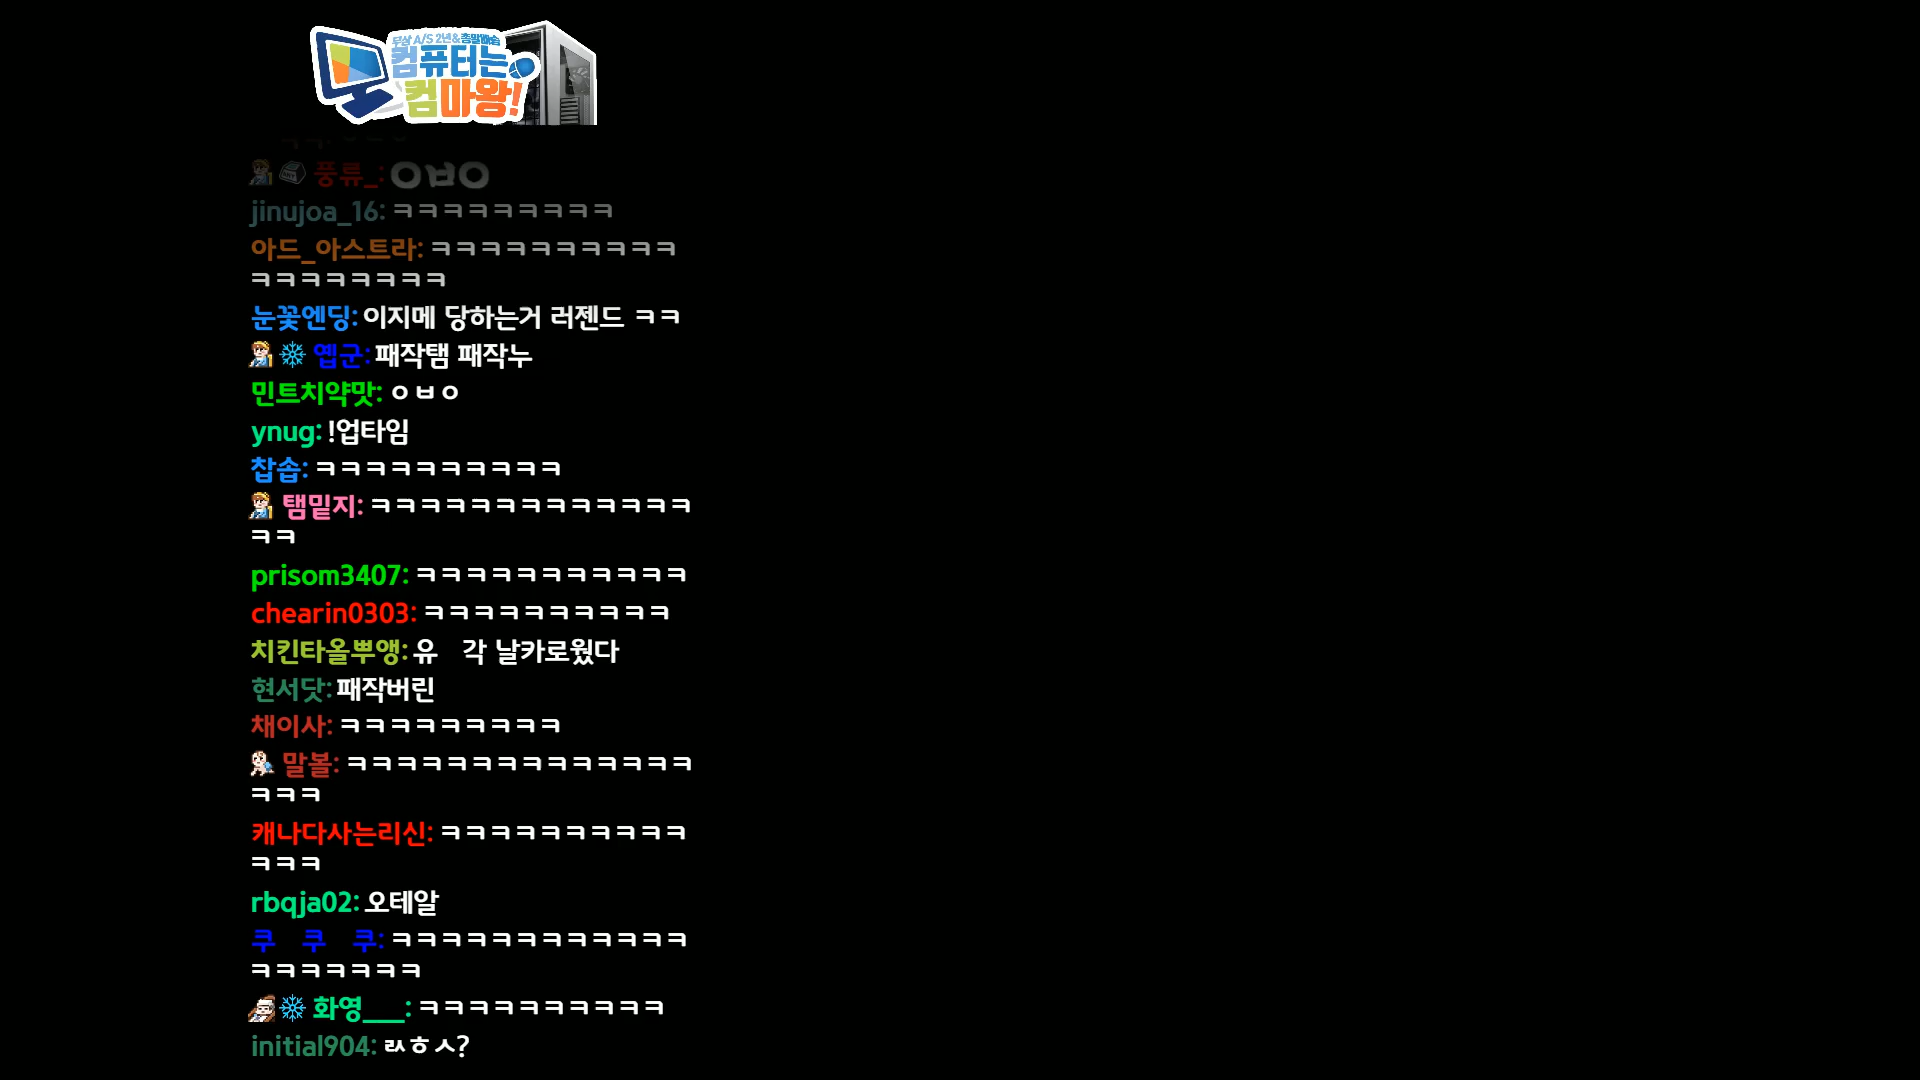 무상 A/S 2년&총알배송
컴퓨터는
컴마왕!
풍류_: ㅇㅂㅇ
jinujoa_16: ㅋㅋㅋㅋㅋㅋㅋㅋㅋ
아드_아스트라: ㅋㅋㅋㅋㅋㅋㅋㅋㅋㅋ
ㅋㅋㅋㅋㅋㅋㅋㅋ
눈꽃엔딩: 이지메 당하는거 러젠드 ㅋㅋ
옙군: 패작탬 패작누
민트치약맛: ㅇㅂㅇ
ynug: !업타임
찹솝: ㅋㅋㅋㅋㅋㅋㅋㅋㅋㅋ
탬밑지: ㅋㅋㅋㅋㅋㅋㅋㅋㅋㅋㅋㅋㅋ
ㅋㅋ
prisom3407: ㅋㅋㅋㅋㅋㅋㅋㅋㅋㅋㅋ
chearin0303: ㅋㅋㅋㅋㅋㅋㅋㅋㅋㅋ
치킨타올뿌앵: 유 각 날카로웠다
현서닷: 패작버린
채이사: ㅋㅋㅋㅋㅋㅋㅋㅋㅋ
말볼: ㅋㅋㅋㅋㅋㅋㅋㅋㅋㅋㅋㅋㅋㅋ
ㅋㅋㅋ
캐나다사는리신: ㅋㅋㅋㅋㅋㅋㅋㅋㅋㅋ
ㅋㅋㅋ
rbqja02: 오테알
쿠 쿠 쿠: ㅋㅋㅋㅋㅋㅋㅋㅋㅋㅋㅋㅋ
ㅋㅋㅋㅋㅋㅋㅋ
화영___: ㅋㅋㅋㅋㅋㅋㅋㅋㅋㅋ
initial904: ㄽㅎㅅ?